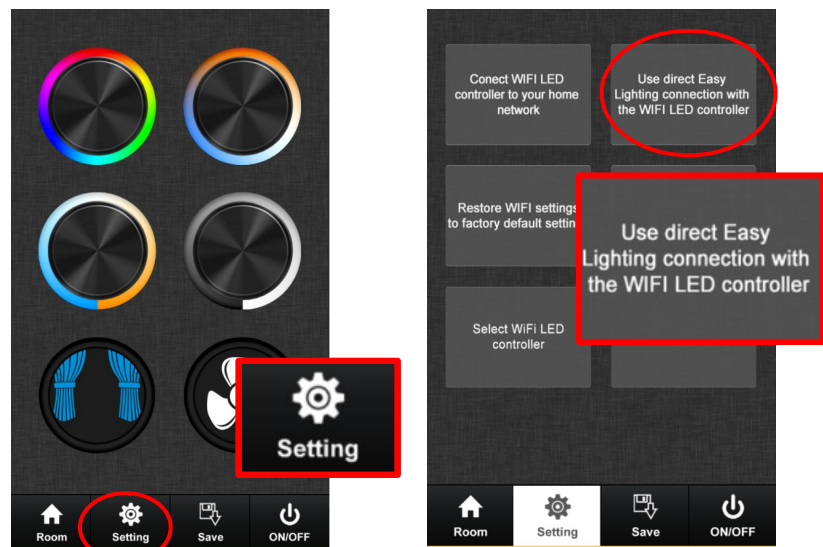 Setting
Room
Setting
Save
ON/OFF
Conect WIFI LED
controller to your home
network
Use direct Easy
Lighting connection with
the WIFI LED controller
Restore WIFI settings
to factory default settin
Use direct Easy
Lighting connection with
the WIFI LED controller
Select WiFi LED
controller
Room
Setting
Save
ON/OFF